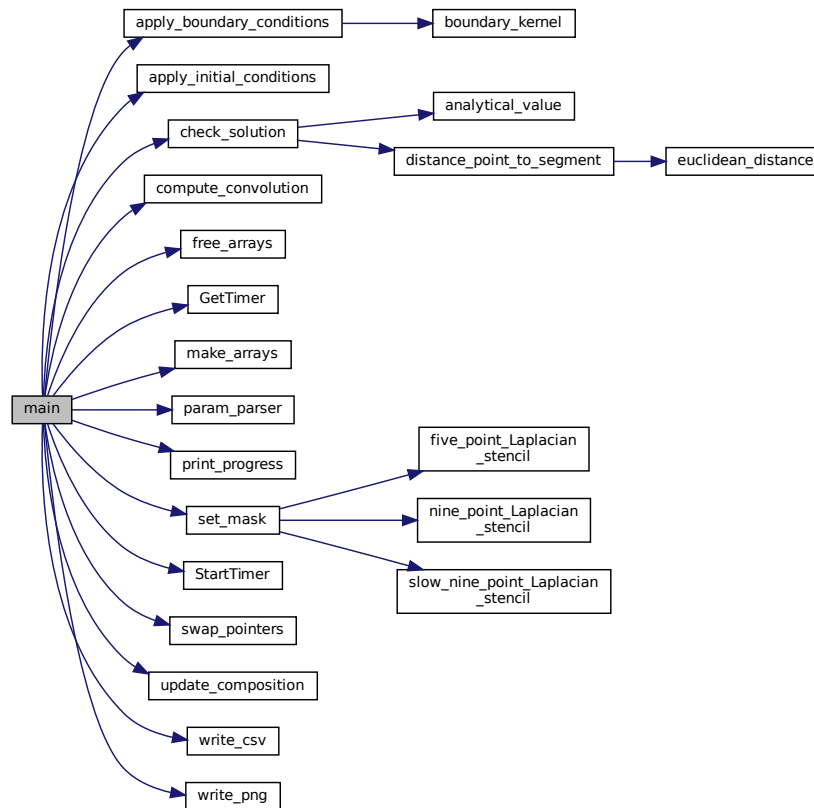 apply_boundary_conditions
boundary_kernel
apply_initial_conditions
analytical_value
check_solution
distance_point_to_segment
euclidean_distance
compute_convolution
free_arrays
GetTimer
make_arrays
main
param_parser
print_progress
five_point_Laplacian
_stencil
set_mask
nine_point_Laplacian
_stencil
StartTimer
slow_nine_point_Laplacian
_stencil
swap_pointers
update_composition
write_csv
write_png